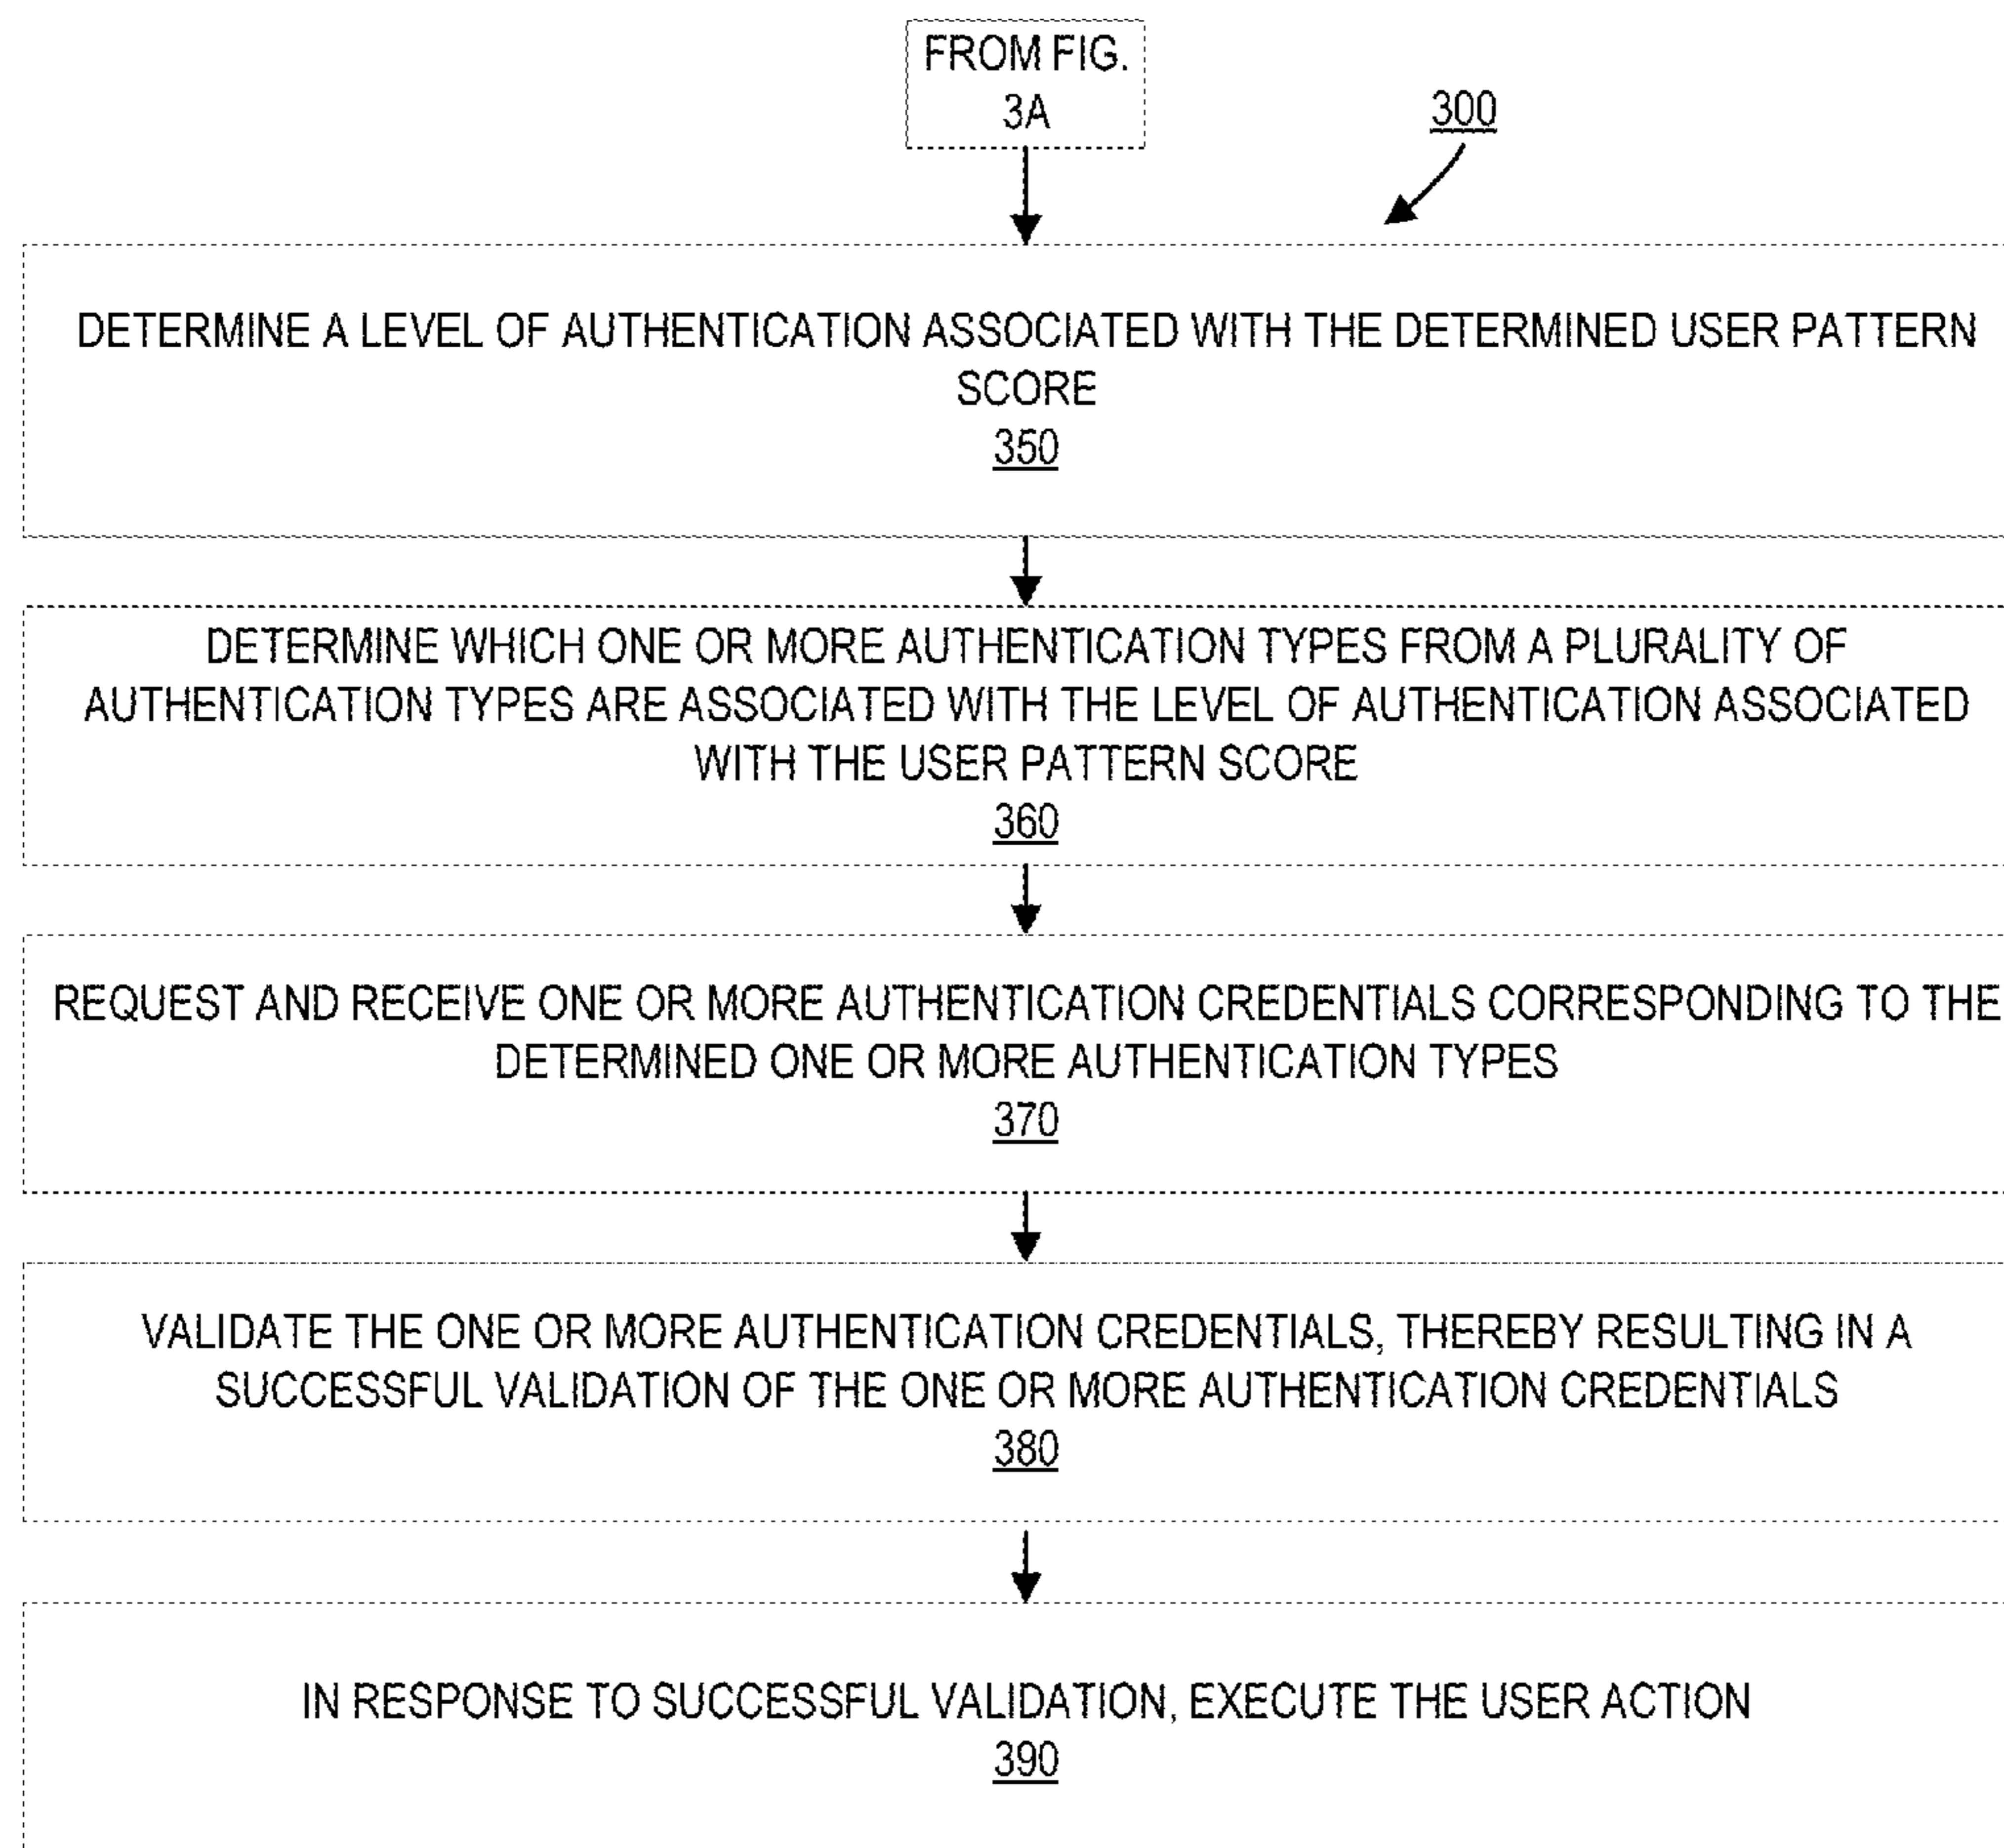 FROM FIG.
3A
300
DETERMINE A LEVEL OF AUTHENTICATION ASSOCIATED WITH THE DETERMINED USER PATTERN
SCORE
350
DETERMINE WHICH ONE OR MORE AUTHENTICATION TYPES FROM A PLURALITY OF
AUTHENTICATION TYPES ARE ASSOCIATED WITH THE LEVEL OF AUTHENTICATION ASSOCIATED
WITH THE USER PATTERN SCORE
360
REQUEST AND RECEIVE ONE OR MORE AUTHENTICATION CREDENTIALS CORRESPONDING TO THE
DETERMINED ONE OR MORE AUTHENTICATION TYPES
370
VALIDATE THE ONE OR MORE AUTHENTICATION CREDENTIALS, THEREBY RESULTING IN A
SUCCESSFUL VALIDATION OF THE ONE OR MORE AUTHENTICATION CREDENTIALS
380
IN RESPONSE TO SUCCESSFUL VALIDATION, EXECUTE THE USER ACTION
390